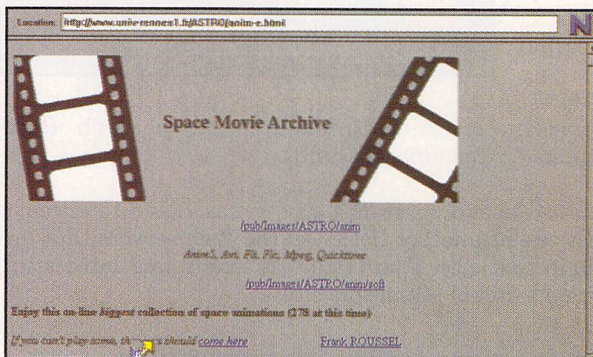 Location: http://www.univ-rennes1.fr/ASTRO/anim-e.html
N
Space Movie Archive
/pub/Images/ASTRO/anim
Anim5, Avi, Fli, Flc, Mpeg, Quicktime
/pub/Images/ASTRO/anim/soft
Enjoy this on-line biggest collection of space animations (278 at this time)
If you can't play some, should come here Frank ROUSSEL